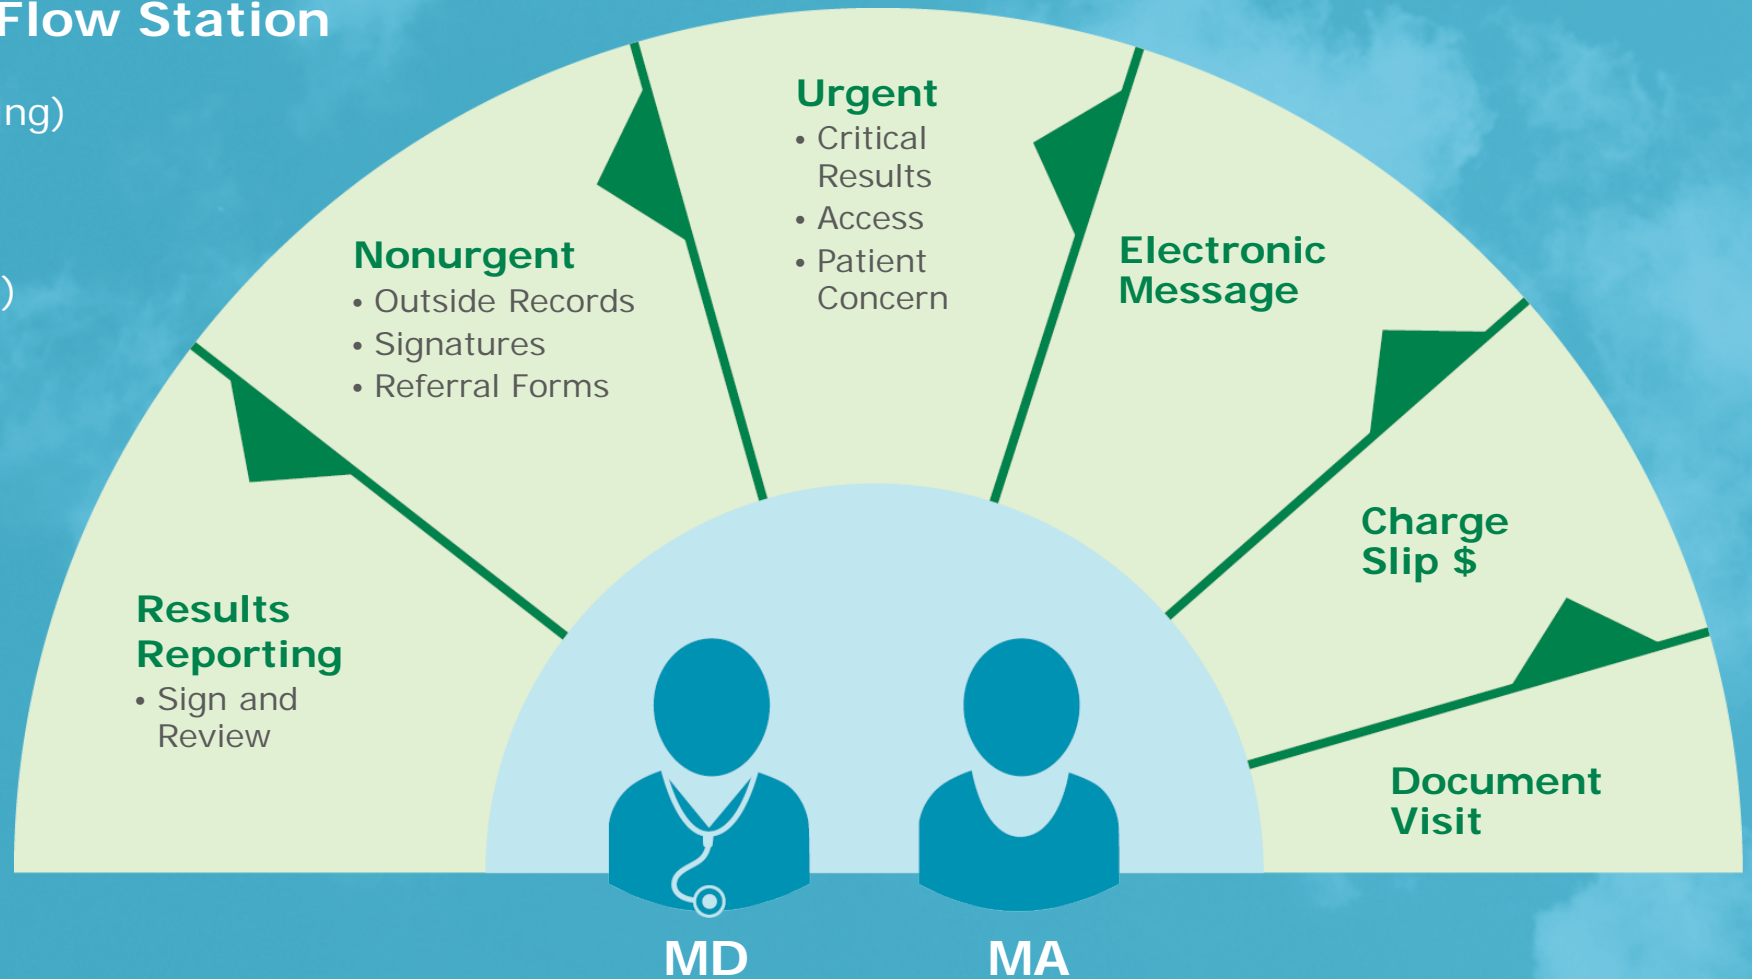 Flow Station
ng)
)
Urgent
• Critical
Results
• Access
• Patient
Concern
Nonurgent
• Outside Records
• Signatures
• Referral Forms
Electronic
Message
Charge
Slip $
Results
Reporting
• Sign and
Review
Document
Visit
MD
MA